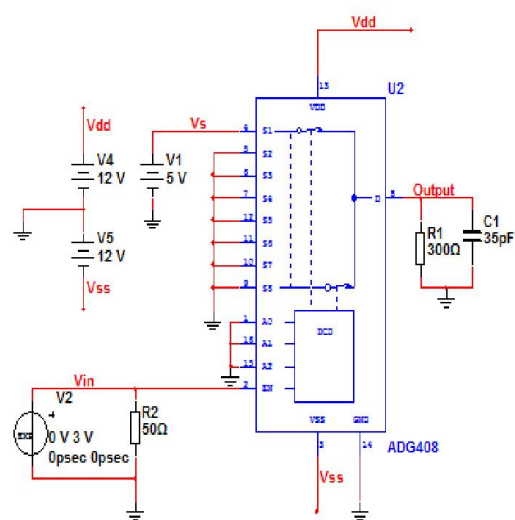 Vdd
13
U2
VDD
Vs
4
S1
Vdd
V4
12 V
V1
5 V
5
S2
6
S3
7
S4
12
S5
11
S6
10
S7
9
S8
D
8
Output
R1
300Ω
C1
35pF
V5
12 V
Vss
1
A0
16
A1
15
A2
2
EN
DCD
Vin
V2
+
EXP
0 V 3 V
0psec 0psec
R2
50Ω
VSS
GND
3
14
ADG408
Vss